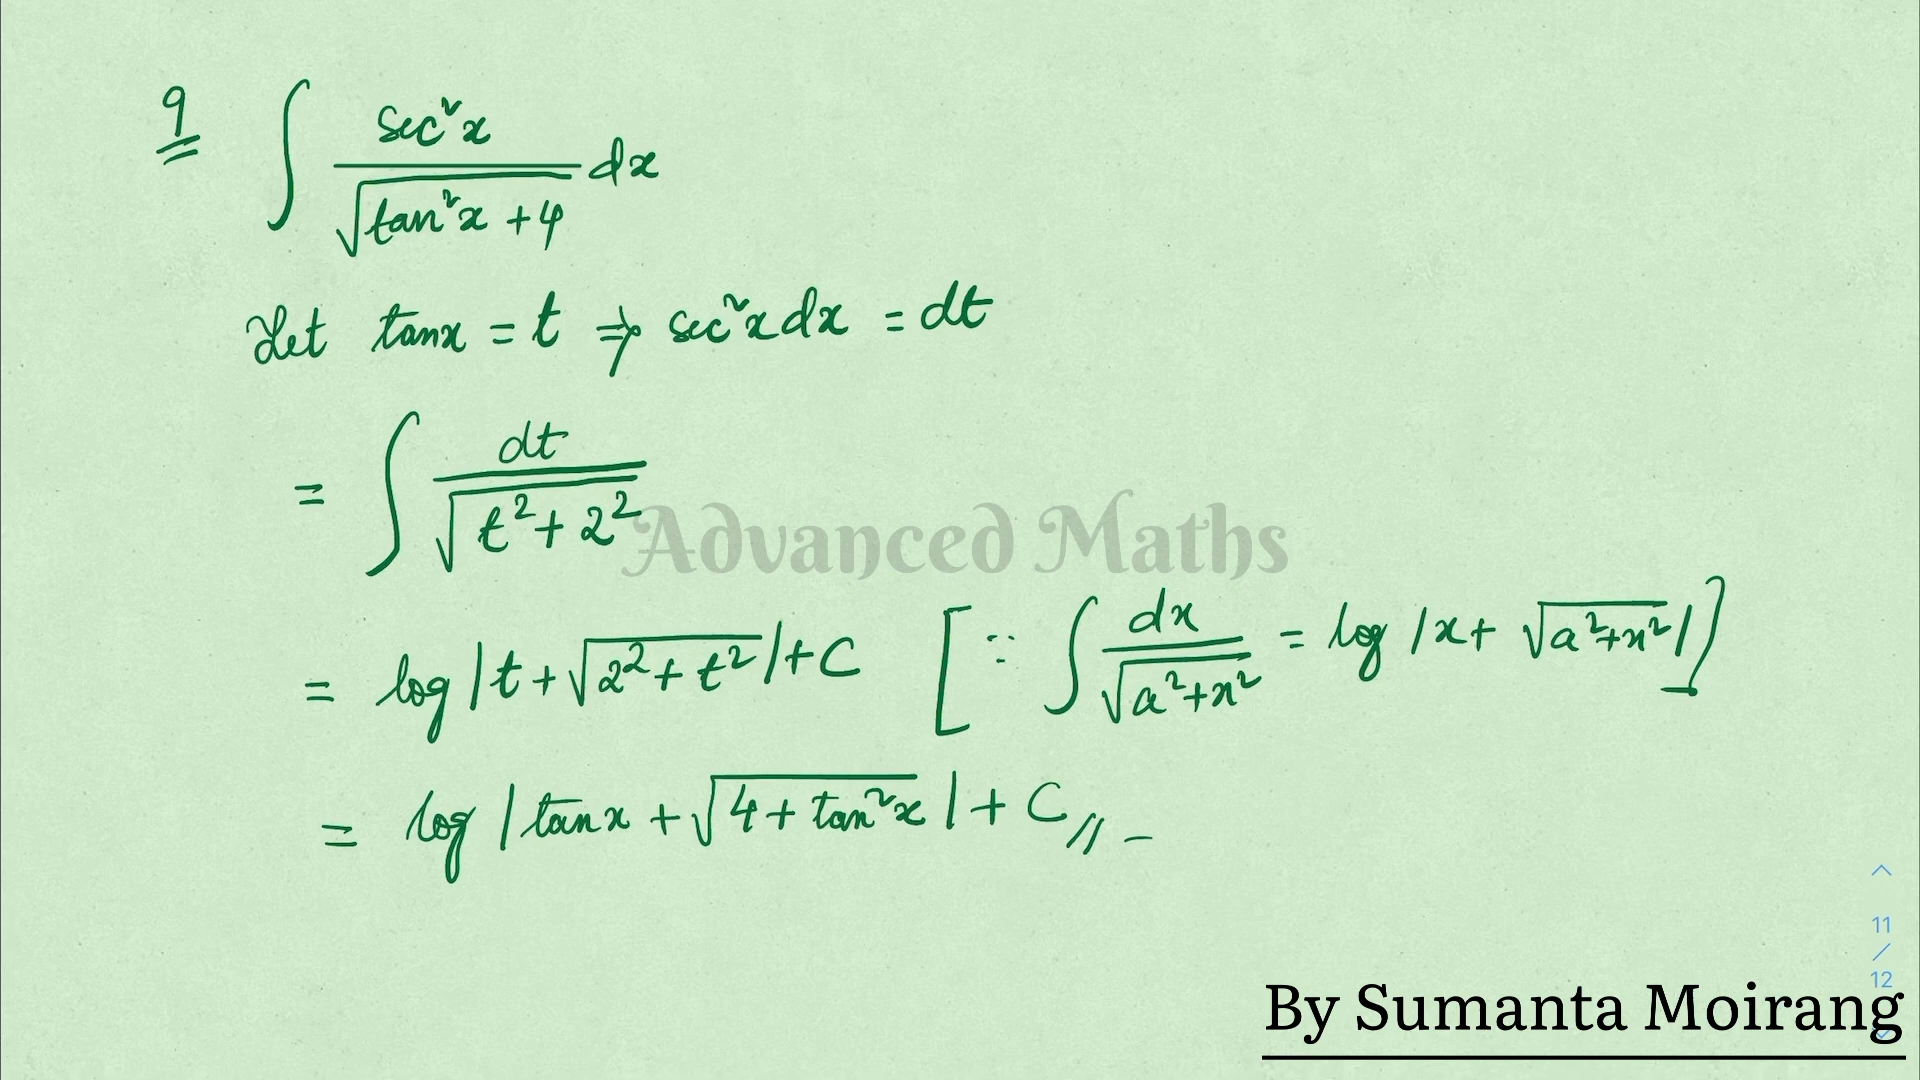 9 ∫ sec²x / √(tan²x + 4) dx
Let tanx = t ⇒ sec²x dx = dt
= ∫ dt / √(t² + 2²)
Advanced Maths
= log |t + √(2² + t²)| + C [∵ ∫ dx / √(a² + x²) = log |x + √(a² + x²)|]
= log |tanx + √(4 + tan²x)| + C //
11
/
12
By Sumanta Moirang